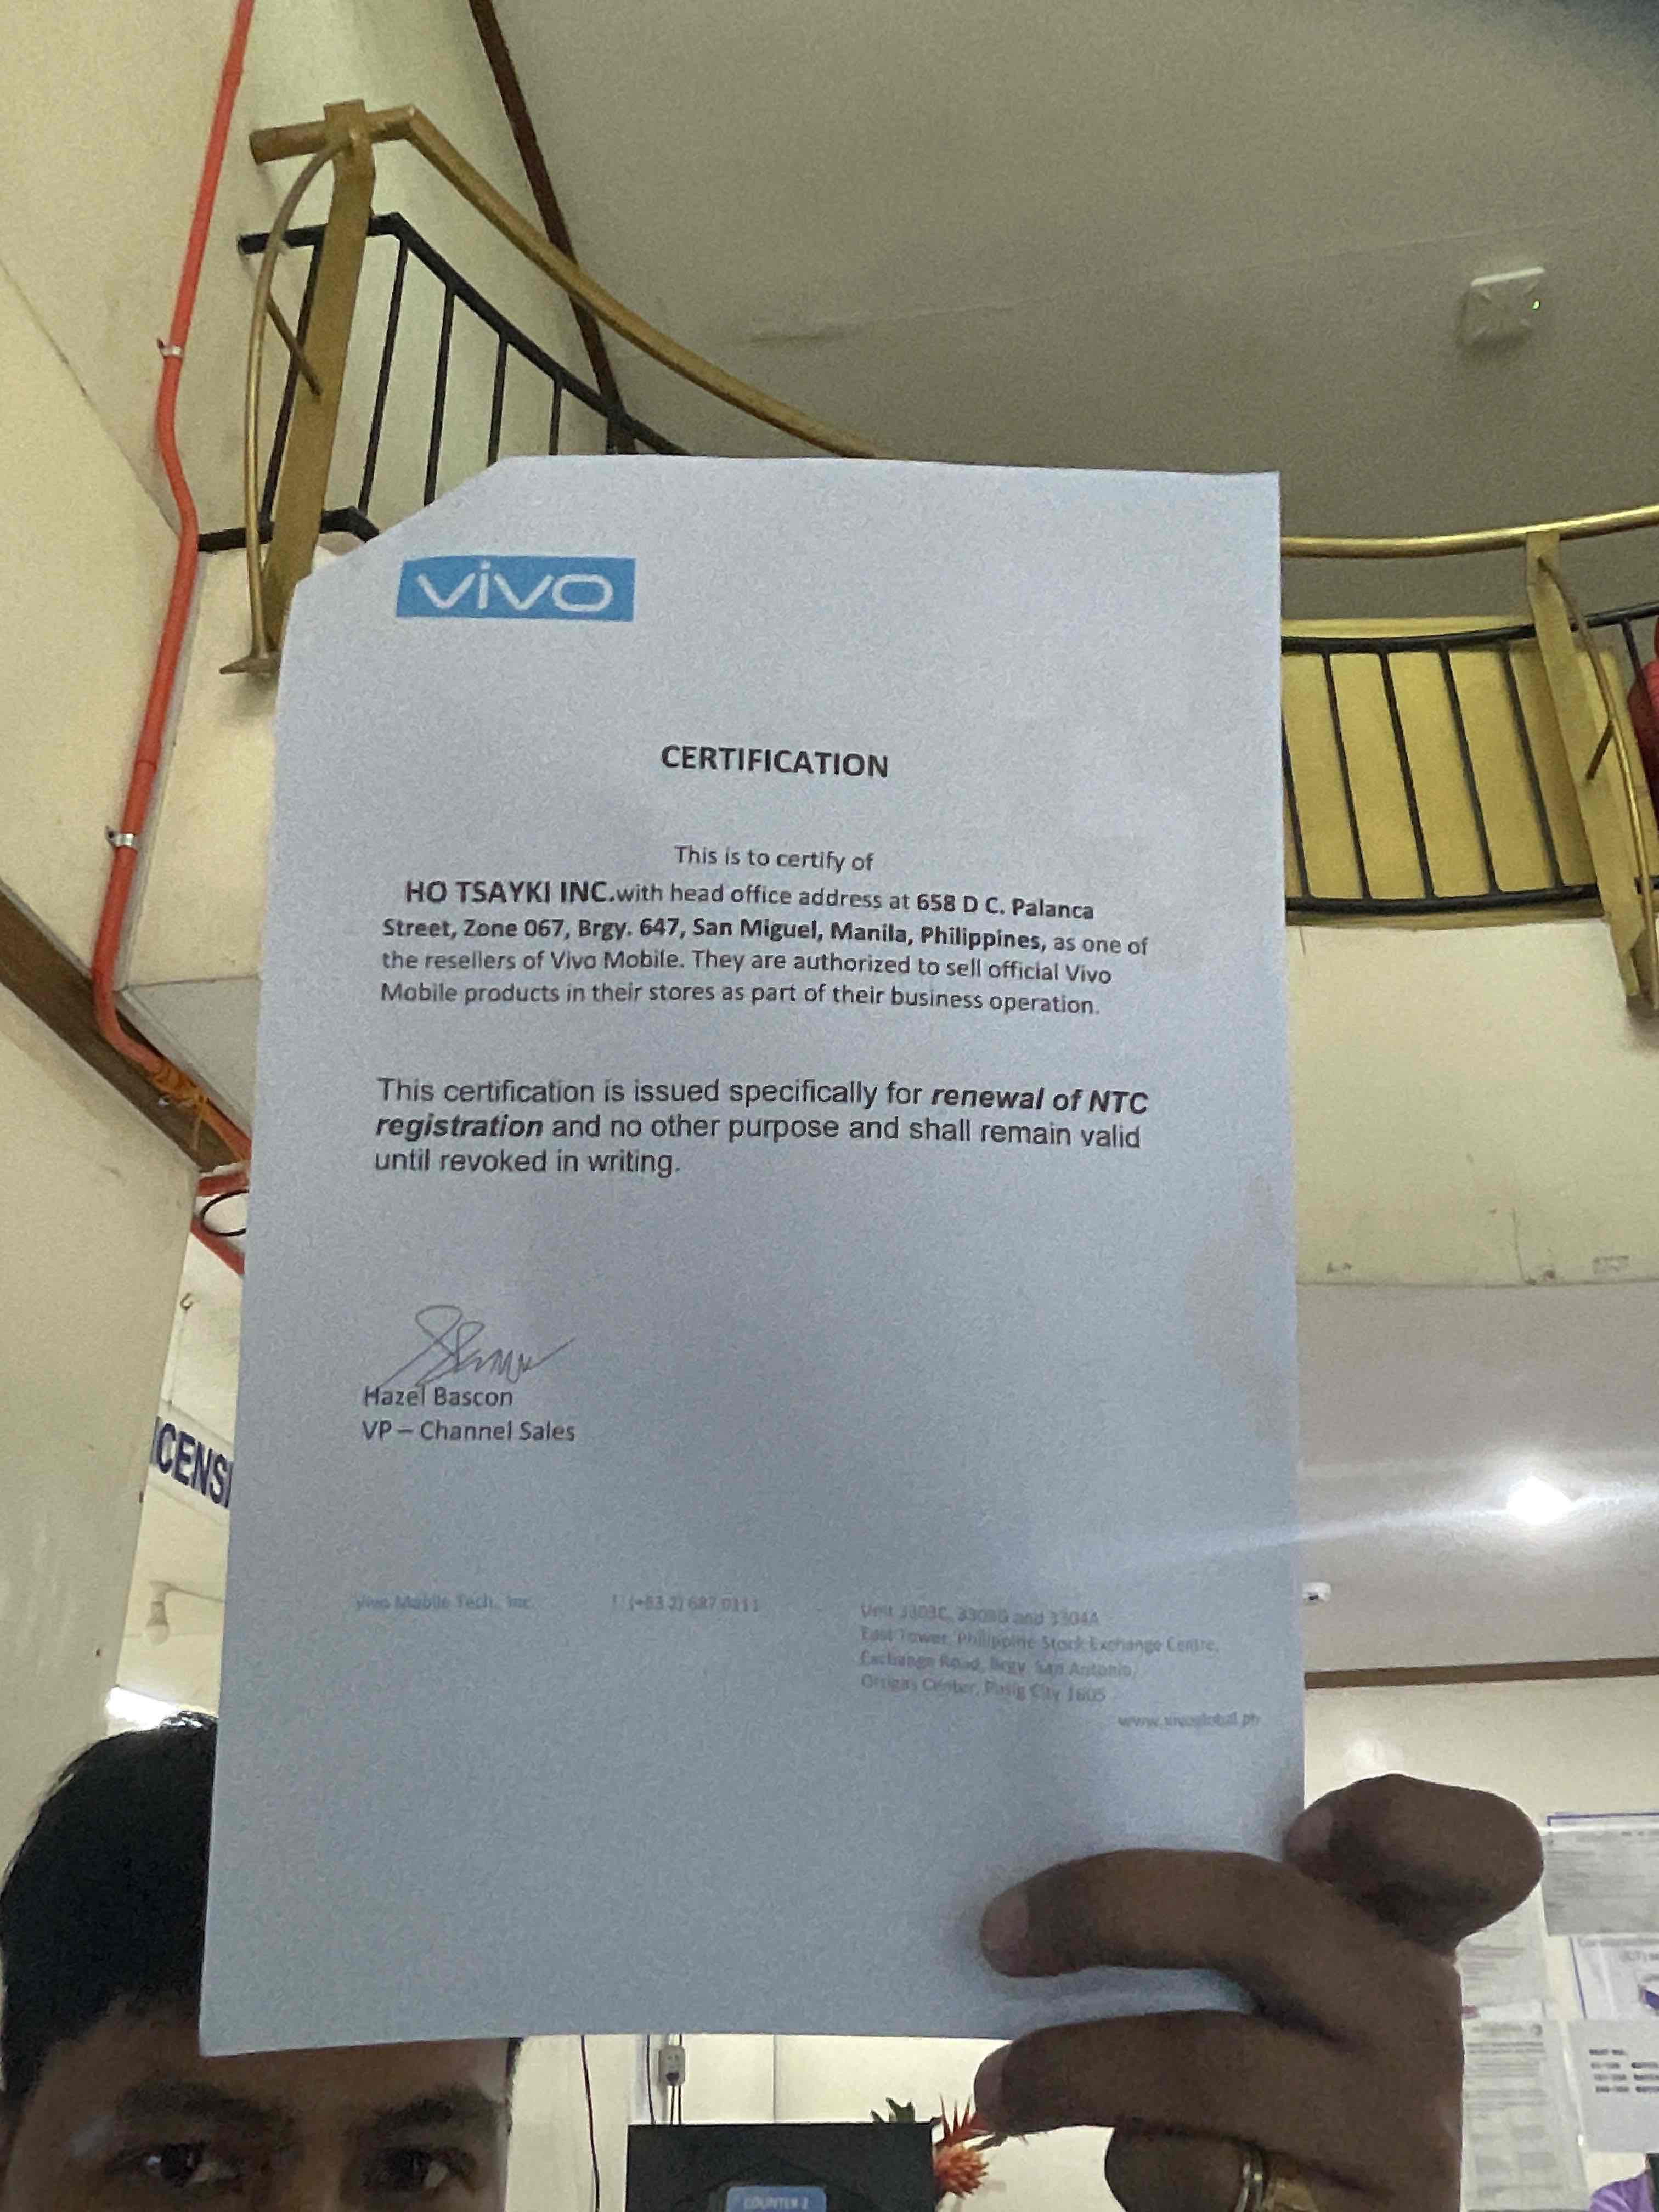 vivo
CERTIFICATION
This is to certify of
HO TSAYKI INC.with head office address at 658 D C. Palanca
Street, Zone 067, Brgy. 647, San Miguel, Manila, Philippines, as one of
the resellers of Vivo Mobile. They are authorized to sell official Vivo
Mobile products in their stores as part of their business operation.
This certification is issued specifically for renewal of NTC
registration and no other purpose and shall remain valid
until revoked in writing.
Hazel Bascon
VP – Channel Sales
ICENSI
vivo Mobile Tech., Inc.
(+63 2) 687 0111
Unit 3303C, 3303D and 3304A
East Tower, Philippine Stock Exchange Centre,
Exchange Road, Brgy. San Antonio,
Ortigas Center, Pasig City 1605
www.vivoglobal.ph
COUNTER 2